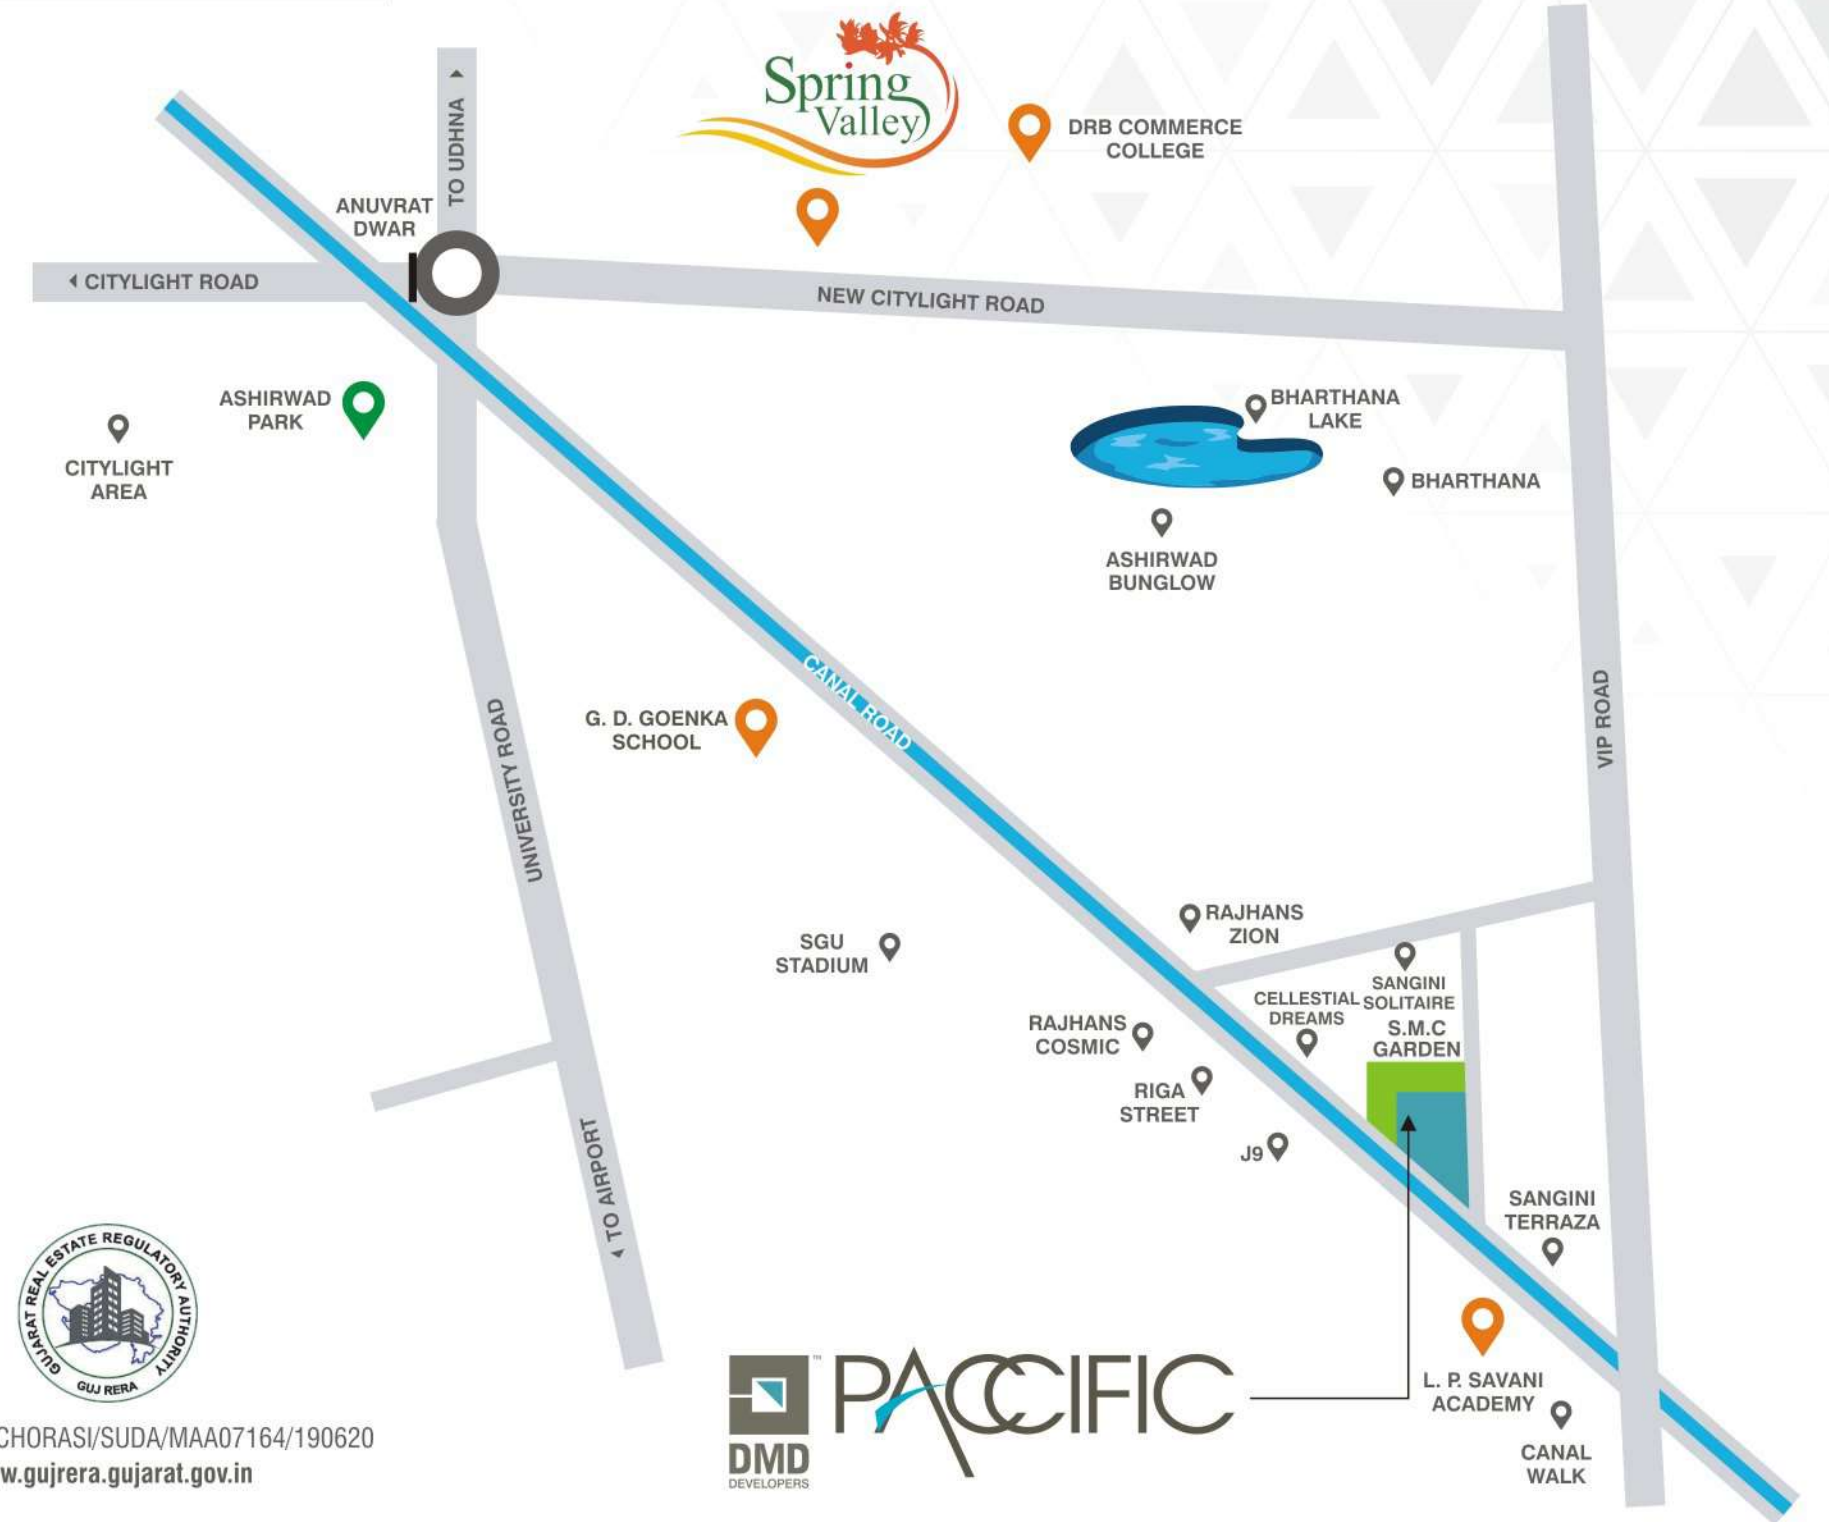 Spring
Valley
DRB COMMERCE
COLLEGE
TO UDHNA
ANUVRAT
DWAR
CITYLIGHT ROAD
NEW CITYLIGHT ROAD
ASHIRWAD
PARK
CITYLIGHT
AREA
BHARTHANA
LAKE
BHARTHANA
ASHIRWAD
BUNGLOW
CANAL ROAD
G. D. GOENKA
SCHOOL
UNIVERSITY ROAD
VIP ROAD
RAJHANS
ZION
SGU
STADIUM
SANGINI
SOLITAIRE
CELLESTIAL
DREAMS
S.M.C
GARDEN
RAJHANS
COSMIC
RIGA
STREET
J9
TO AIRPORT
SANGINI
TERRAZA
L. P. SAVANI
ACADEMY
CANAL
WALK
GUJARAT REAL ESTATE REGULATORY AUTHORITY
GUJ RERA
CHORASI/SUDA/MAA07164/190620
w.gujrera.gujarat.gov.in
DMD
DEVELOPERS
™
PACCIFIC